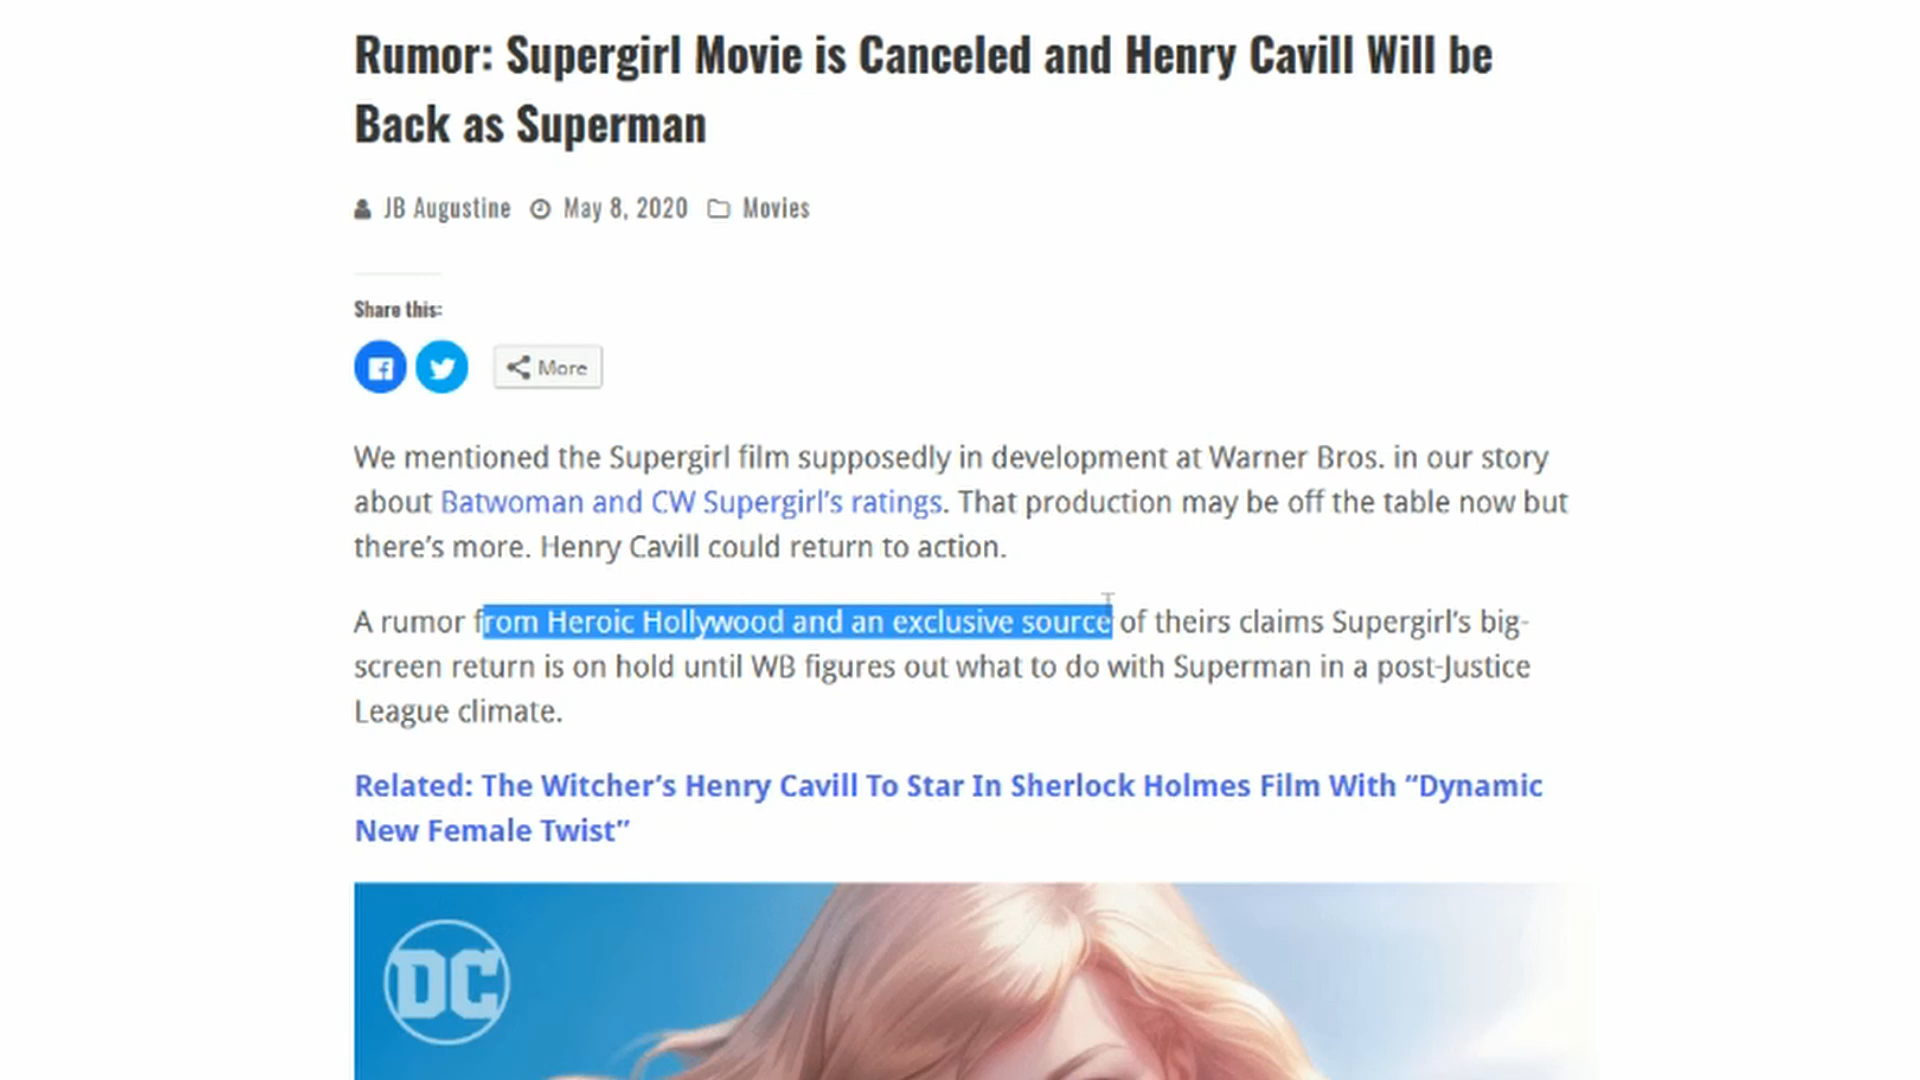 Rumor: Supergirl Movie is Canceled and Henry Cavill Will be
Back as Superman
JB Augustine May 8, 2020 Movies
Share this:
More
We mentioned the Supergirl film supposedly in development at Warner Bros. in our story
about Batwoman and CW Supergirl’s ratings. That production may be off the table now but
there’s more. Henry Cavill could return to action.
A rumor from Heroic Hollywood and an exclusive source of theirs claims Supergirl’s big-
screen return is on hold until WB figures out what to do with Superman in a post-Justice
League climate.
Related: The Witcher’s Henry Cavill To Star In Sherlock Holmes Film With “Dynamic
New Female Twist”
DC